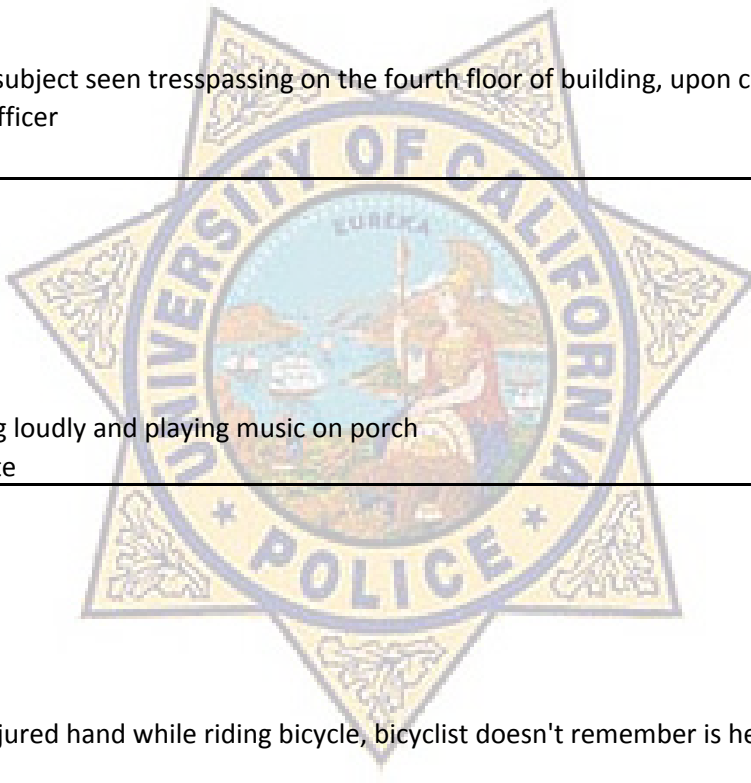 subject seen tresspassing on the fourth floor of building, upon c
fficer
UNIVERSITY OF CALIFORNIA
EUREKA
g loudly and playing music on porch
te
POLICE
jured hand while riding bicycle, bicyclist doesn't remember is he